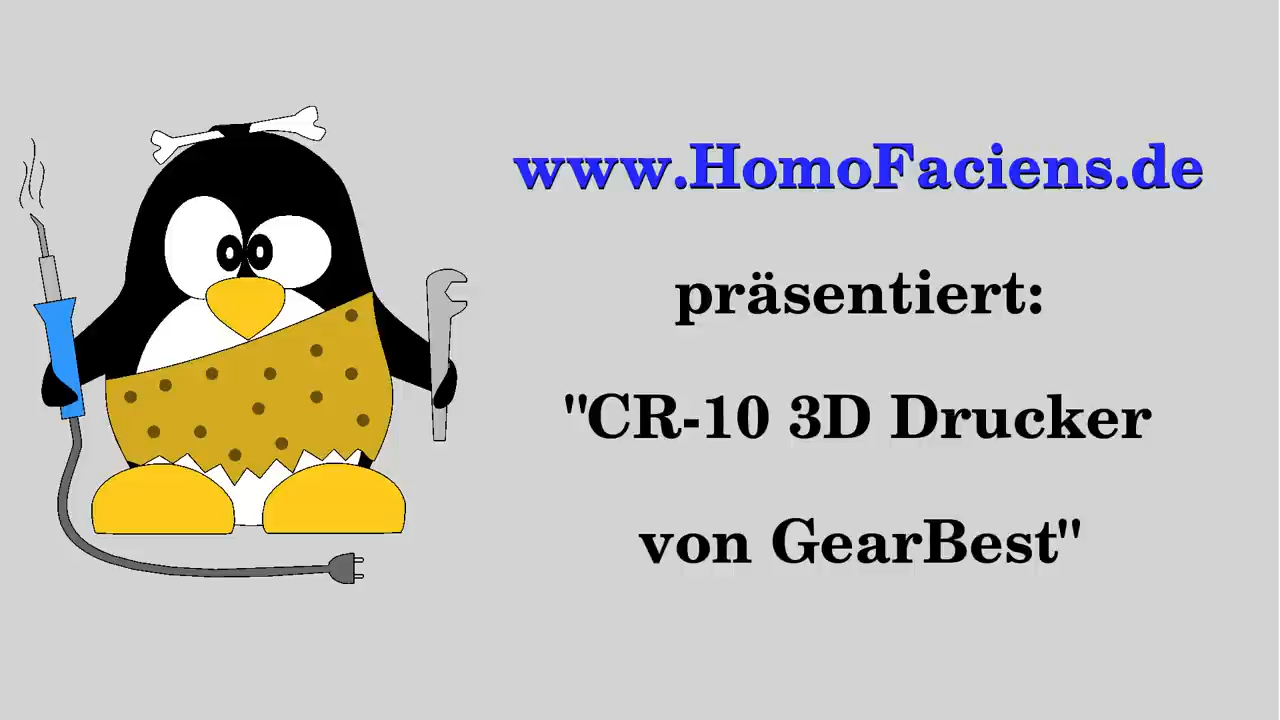 www.HomoFaciens.de
präsentiert:
"CR-10 3D Drucker
von GearBest"